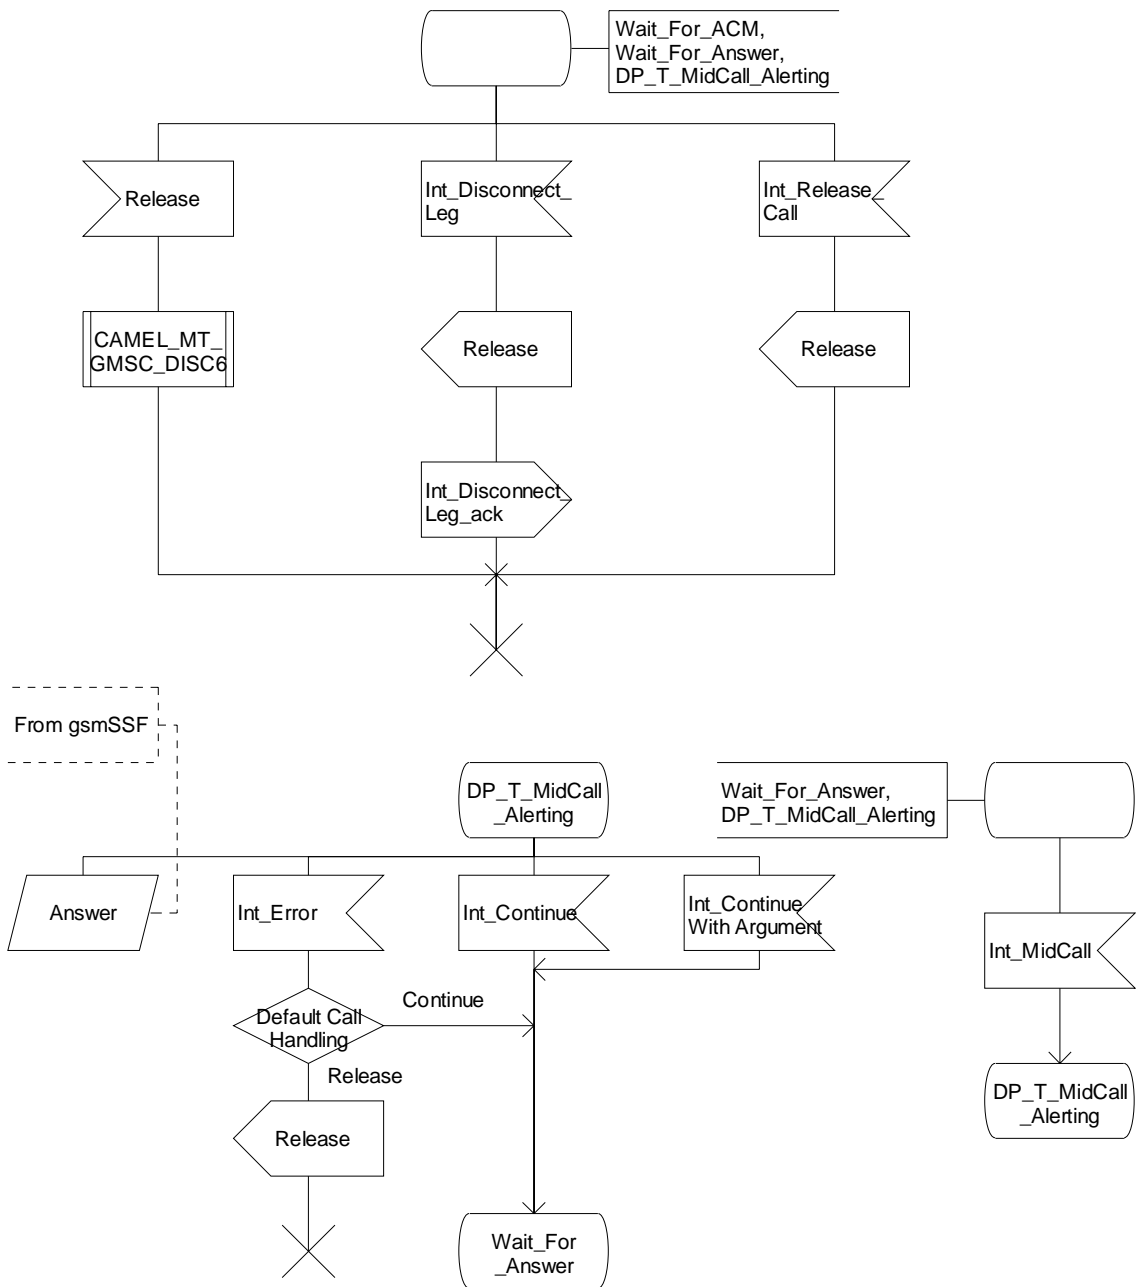 Wait_For_ACM,
Wait_For_Answer,
DP_T_MidCall_Alerting
Release
Int_Disconnect_
Leg
Int_Release_
Call
CAMEL_MT_
GMSC_DISC6
Release
Release
Int_Disconnect_
Leg_ack
From gsmSSF
DP_T_MidCall
_Alerting
Wait_For_Answer,
DP_T_MidCall_Alerting
Answer
Int_Error
Int_Continue
Int_Continue_
With Argument
Int_MidCall
Default Call
Handling
Continue
Release
Release
DP_T_MidCall
_Alerting
Wait_For
_Answer